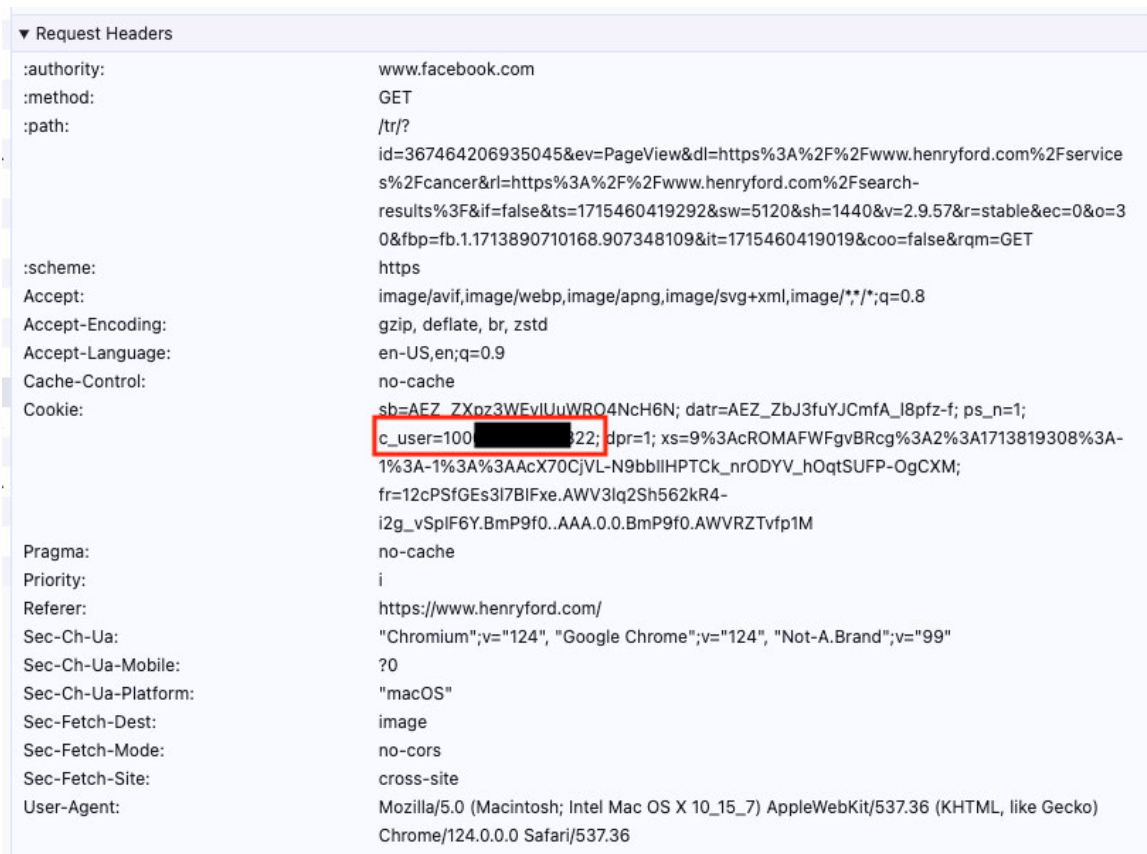 ▼ Request Headers
:authority: www.facebook.com
:method: GET
:path: /tr/?
id=367464206935045&ev=PageView&dl=https%3A%2F%2Fwww.henryford.com%2Fservice
s%2Fcancer&rl=https%3A%2F%2Fwww.henryford.com%2Fsearch-
results%3F&if=false&ts=1715460419292&sw=5120&sh=1440&v=2.9.57&r=stable&ec=0&o=3
0&fbp=fb.1.1713890710168.907348109&it=1715460419019&coo=false&rqm=GET
:scheme: https
Accept: image/avif,image/webp,image/apng,image/svg+xml,image/*,*/*;q=0.8
Accept-Encoding: gzip, deflate, br, zstd
Accept-Language: en-US,en;q=0.9
Cache-Control: no-cache
Cookie: sb=AEZ_ZXpz3WEvIUuWRO4NcH6N; datr=AEZ_ZbJ3fuYJCmfA_l8pfz-f; ps_n=1;
c_user=100 322; dpr=1; xs=9%3AcROMAFWFgvBRcg%3A2%3A1713819308%3A-
1%3A-1%3A%3AAcX70CjVL-N9bbIlHPTCk_nrODYV_hOqtSUFP-OgCXM;
fr=12cPSfGEs3l7BIFxe.AWV3lq2Sh562kR4-
i2g_vSpIF6Y.BmP9f0..AAA.0.0.BmP9f0.AWVRZTvfp1M
Pragma: no-cache
Priority: i
Referer: https://www.henryford.com/
Sec-Ch-Ua: "Chromium";v="124", "Google Chrome";v="124", "Not-A.Brand";v="99"
Sec-Ch-Ua-Mobile: ?0
Sec-Ch-Ua-Platform: "macOS"
Sec-Fetch-Dest: image
Sec-Fetch-Mode: no-cors
Sec-Fetch-Site: cross-site
User-Agent: Mozilla/5.0 (Macintosh; Intel Mac OS X 10_15_7) AppleWebKit/537.36 (KHTML, like Gecko)
Chrome/124.0.0.0 Safari/537.36